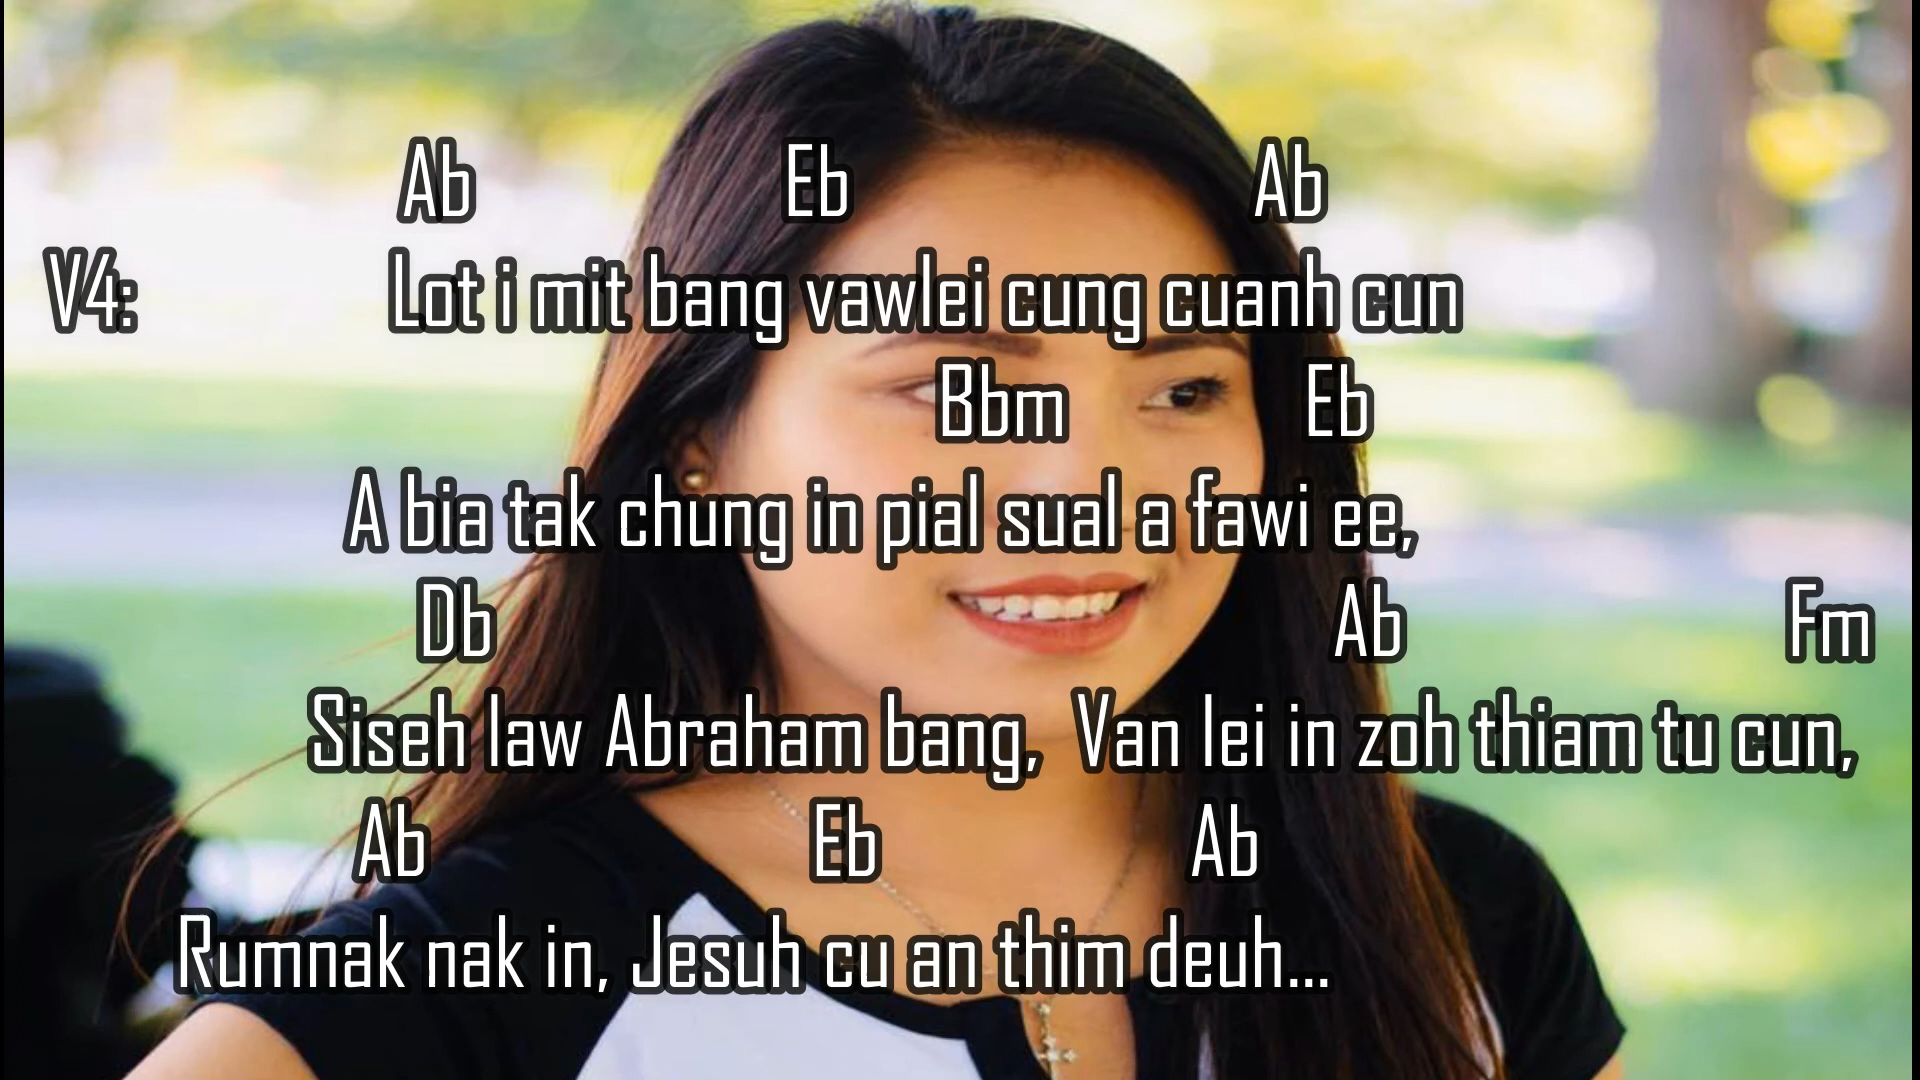 Ab Eb Ab
V4: Lot i mit bang vawlei cung cuanh cun
Bbm Eb
A bia tak chung in pial sual a fawi ee,
Db Ab Fm
Siseh law Abraham bang, Van lei in zoh thiam tu cun,
Ab Eb Ab
Rumnak nak in, Jesuh cu an thim deuh...